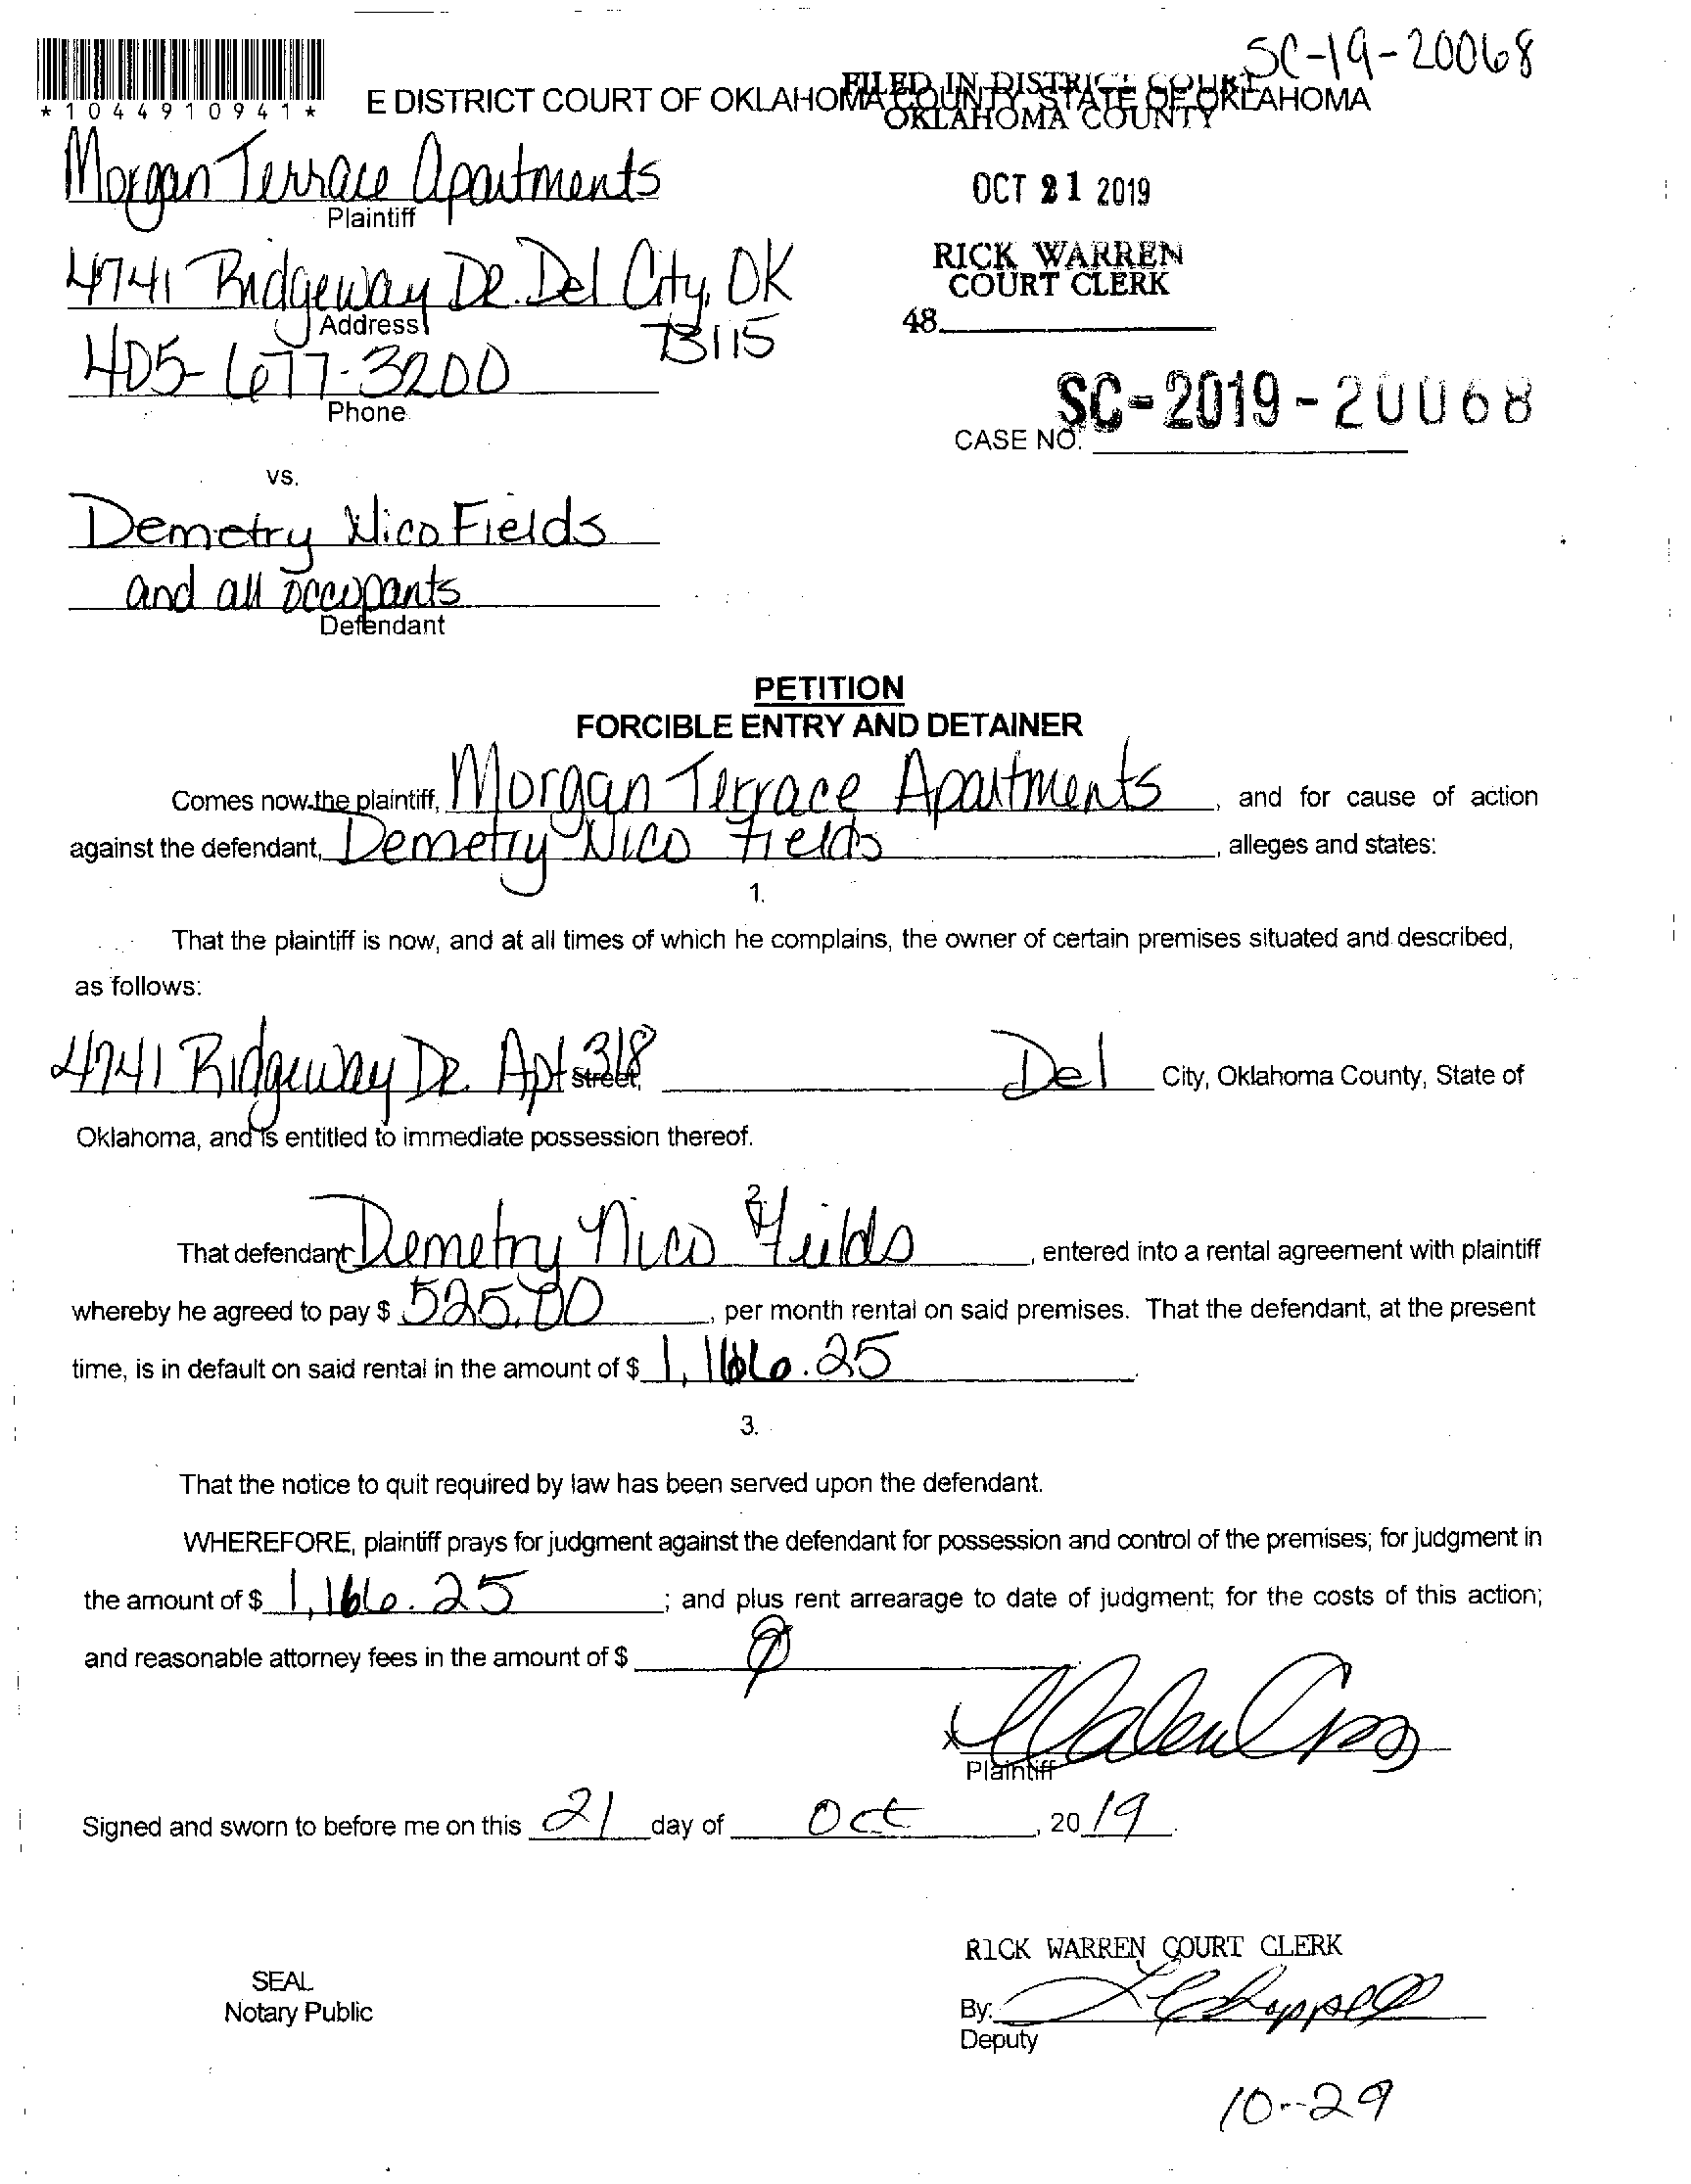 SC-19-20068
*1044910941*
E DISTRICT COURT OF OKLAHOMA COUNTY, STATE OF OKLAHOMA
FILED IN DISTRICT COURT
OKLAHOMA COUNTY
Morgan Terrace Apartments
Plaintiff
OCT 21 2019
4741 Ridgeway DR. Del City, OK
73115
Address
RICK WARREN
COURT CLERK
48
405-677-3200
Phone
SC-2019-20068
CASE NO.
vs.
Demetry Nico Fields
and all occupants
Defendant
PETITION
FORCIBLE ENTRY AND DETAINER
Comes now the plaintiff, Morgan Terrace Apartments, and for cause of action
against the defendant, Demetry Nico Fields, alleges and states:
1.
That the plaintiff is now, and at all times of which he complains, the owner of certain premises situated and described,
as follows:
4741 Ridgeway DR. Apt 318 Street, Del City, Oklahoma County, State of
Oklahoma, and is entitled to immediate possession thereof.
2.
That defendant Demetry Nico Fields, entered into a rental agreement with plaintiff
whereby he agreed to pay $ 525.00, per month rental on said premises. That the defendant, at the present
time, is in default on said rental in the amount of $ 1,166.25.
3.
That the notice to quit required by law has been served upon the defendant.
WHEREFORE, plaintiff prays for judgment against the defendant for possession and control of the premises; for judgment in
the amount of $ 1,166.25; and plus rent arrearage to date of judgment; for the costs of this action;
and reasonable attorney fees in the amount of $
x
Plaintiff
Signed and sworn to before me on this 21 day of Oct, 2019.
RICK WARREN COURT CLERK
SEAL
Notary Public
By:
Deputy
10-29